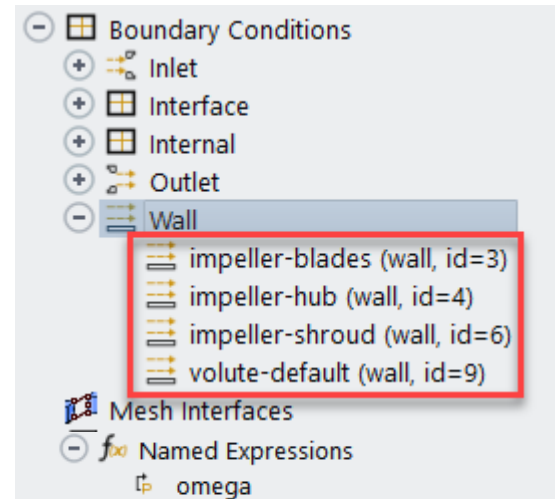 Boundary Conditions
Inlet
Interface
Internal
Outlet
Wall
impeller-blades (wall, id=3)
impeller-hub (wall, id=4)
impeller-shroud (wall, id=6)
volute-default (wall, id=9)
Mesh Interfaces
f(x) Named Expressions
P omega